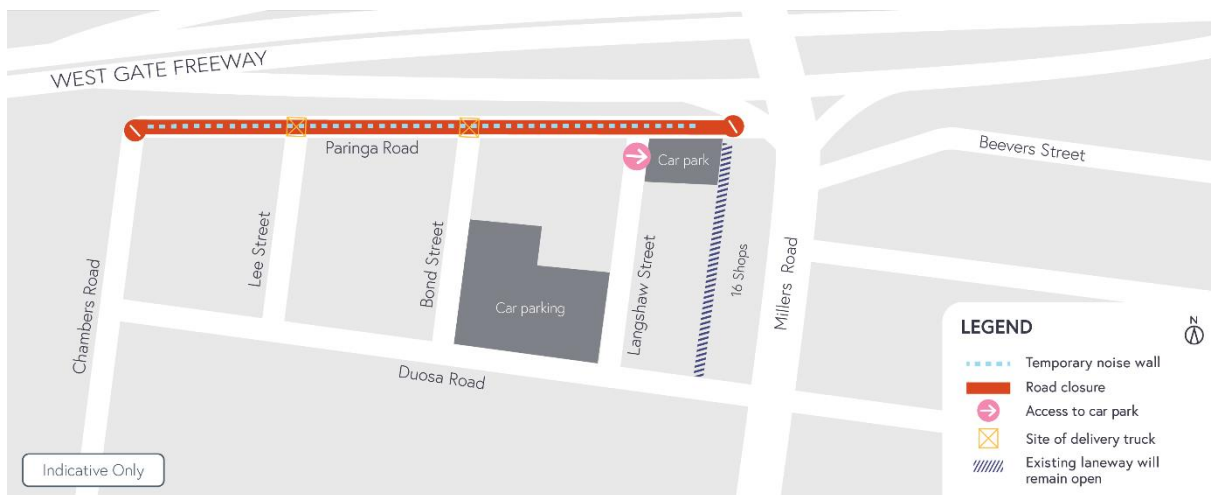 WEST GATE FREEWAY
Paringa Road
Car park
Beevers Street
Chambers Road
Lee Street
Bond Street
Langshaw Street
16 Shops
Millers Road
Car parking
Duosa Road
LEGEND
N
Temporary noise wall
Road closure
Access to car park
Site of delivery truck
Existing laneway will
remain open
Indicative Only